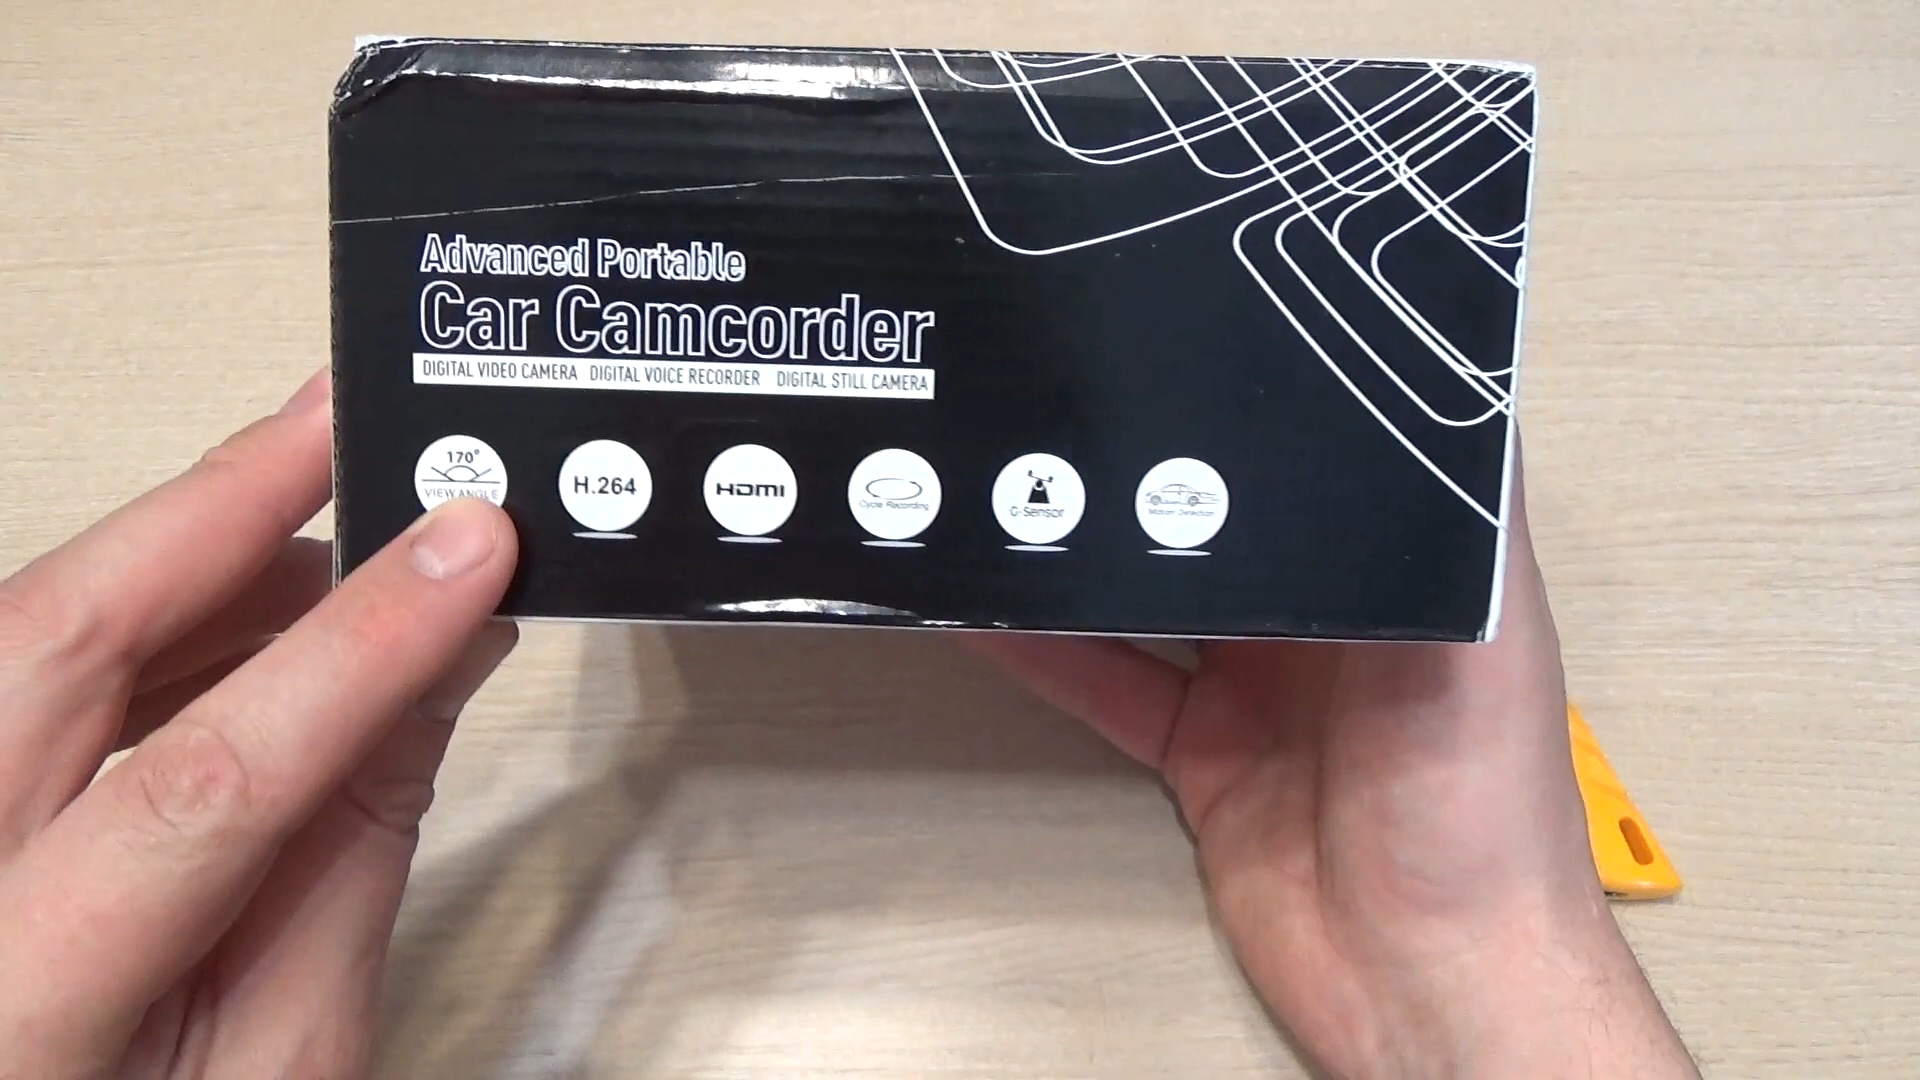 Advanced Portable
Car Camcorder
DIGITAL VIDEO CAMERA DIGITAL VOICE RECORDER DIGITAL STILL CAMERA
170°
VIEW ANGLE
H.264
HDMI
Cycle Recording
G-Sensor
Motion Detection